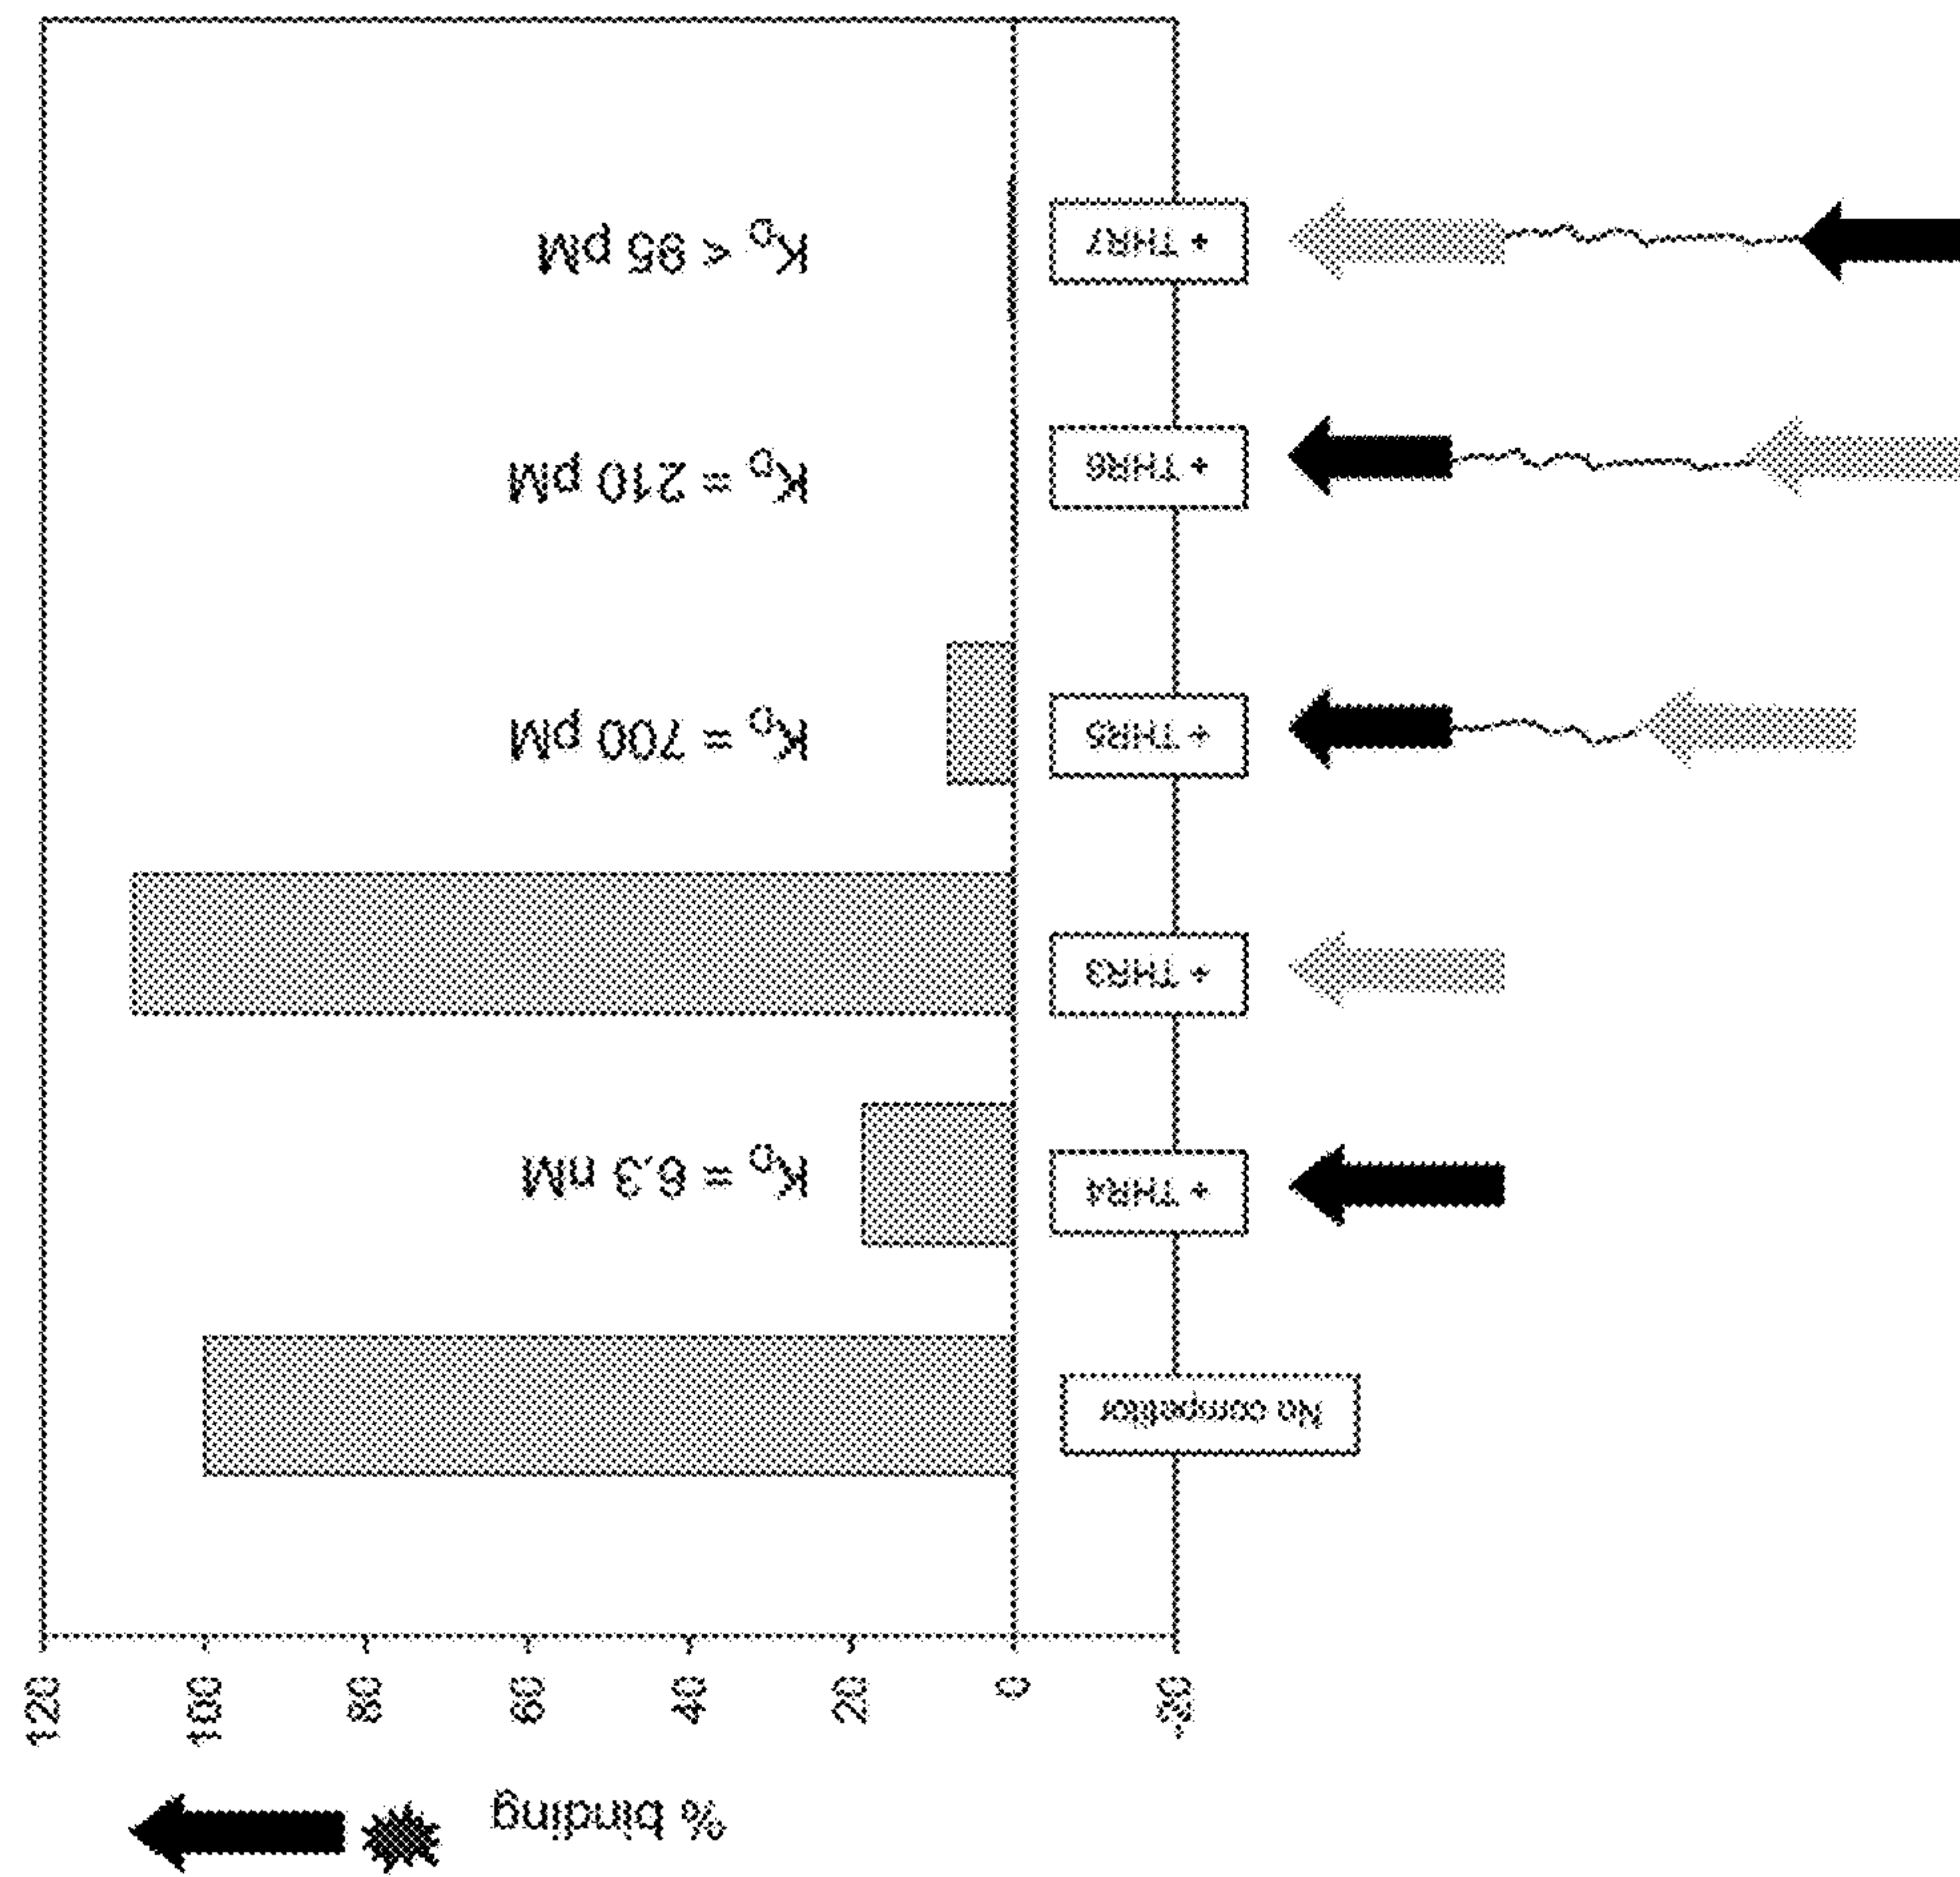 % binding
120
100
80
60
40
20
0
-20
No competitor
+ THR4
K_D = 6.3 nM
+ THR3
+ THR5
K_D = 700 pM
+ THR6
K_D = 210 pM
+ THR7
K_D < 95 pM